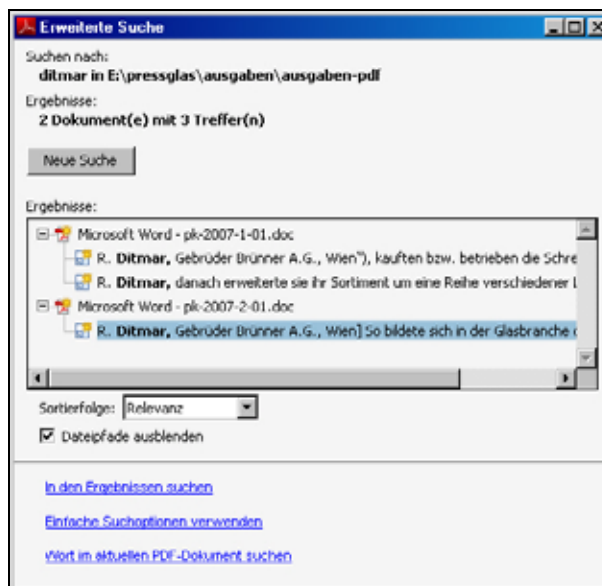 Erweiterte Suche
Suchen nach:
ditmar in E:\pressglas\ausgaben\ausgaben-pdf
Ergebnisse:
2 Dokument(e) mit 3 Treffer(n)
Neue Suche
Ergebnisse:
Microsoft Word - pk-2007-1-01.doc
R. Ditmar, Gebrüder Brünner A.G., Wien"), kauften bzw. betrieben die Schre
R. Ditmar, danach erweiterte sie ihr Sortiment um eine Reihe verschiedener L
Microsoft Word - pk-2007-2-01.doc
R. Ditmar, Gebrüder Brünner A.G., Wien] So bildete sich in der Glasbranche
Sortierfolge: Relevanz
Dateipfade ausblenden
In den Ergebnissen suchen
Einfache Suchoptionen verwenden
Wort im aktuellen PDF-Dokument suchen